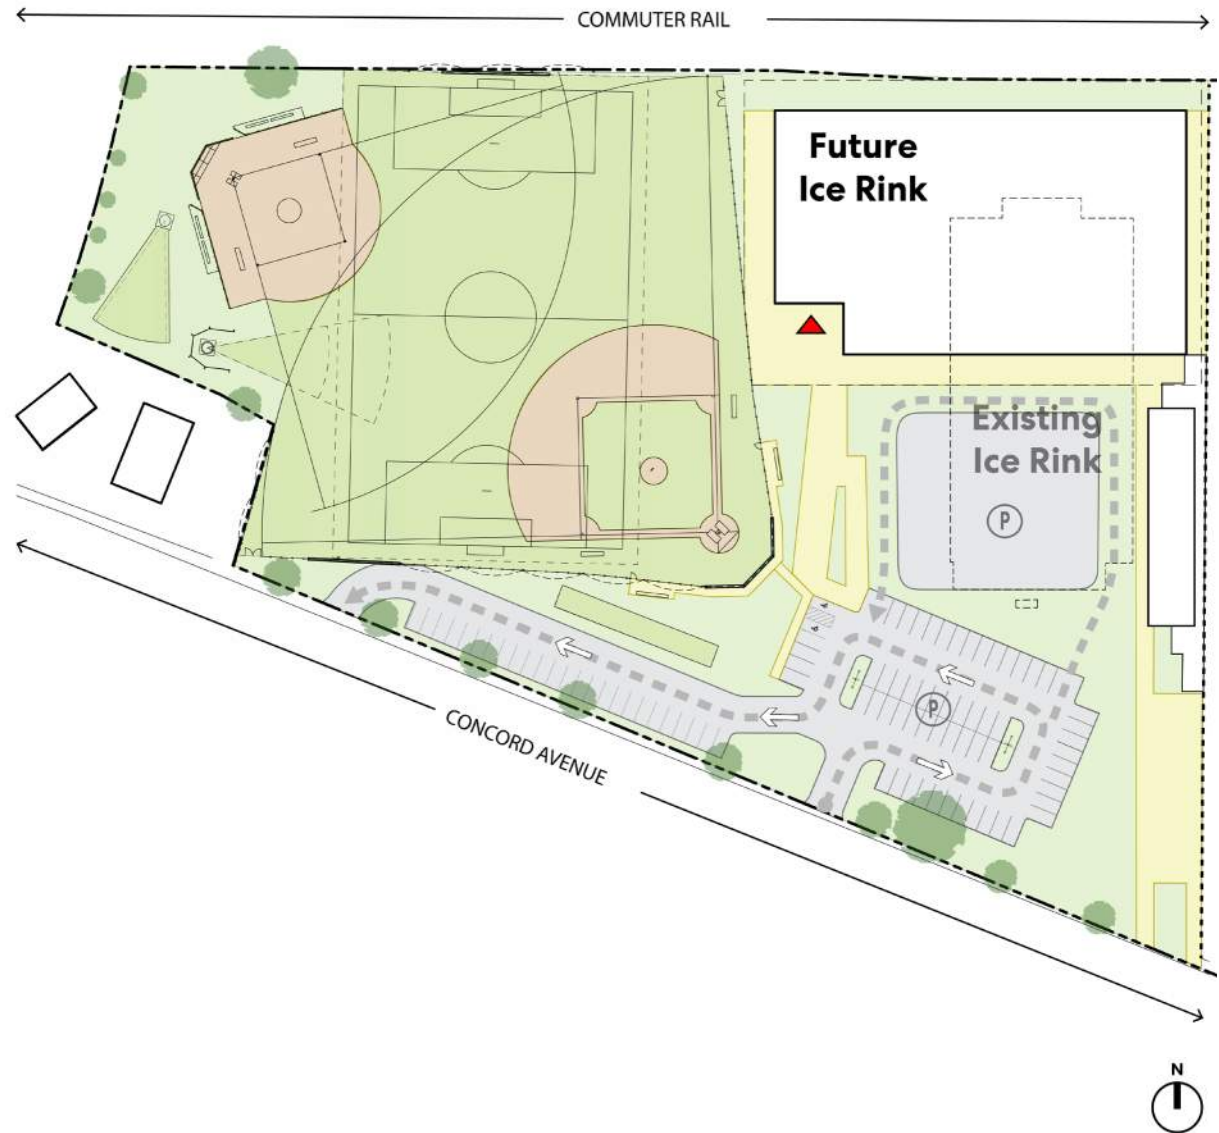 COMMUTER RAIL
Future
Ice Rink
Existing
Ice Rink
P
P
CONCORD AVENUE
N